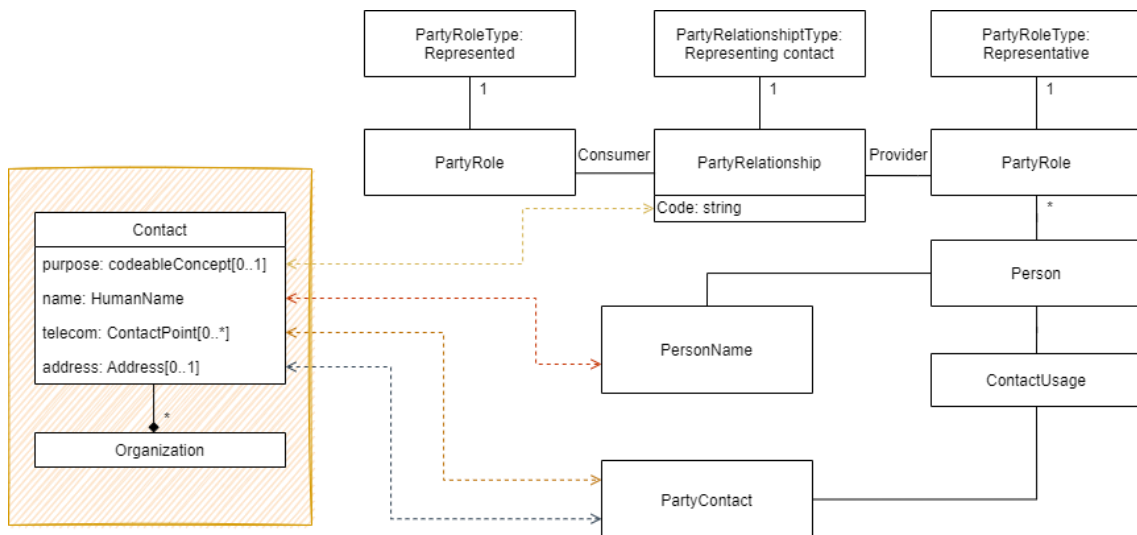 PartyRoleType:
Represented
PartyRelationshiptType:
Representing contact
PartyRoleType:
Representative
1
1
1
PartyRole
Consumer
PartyRelationship
Provider
PartyRole
Code: string
*
Contact
purpose: codeableConcept[0..1]
name: HumanName
telecom: ContactPoint[0..*]
address: Address[0..1]
*
Organization
Person
PersonName
ContactUsage
PartyContact